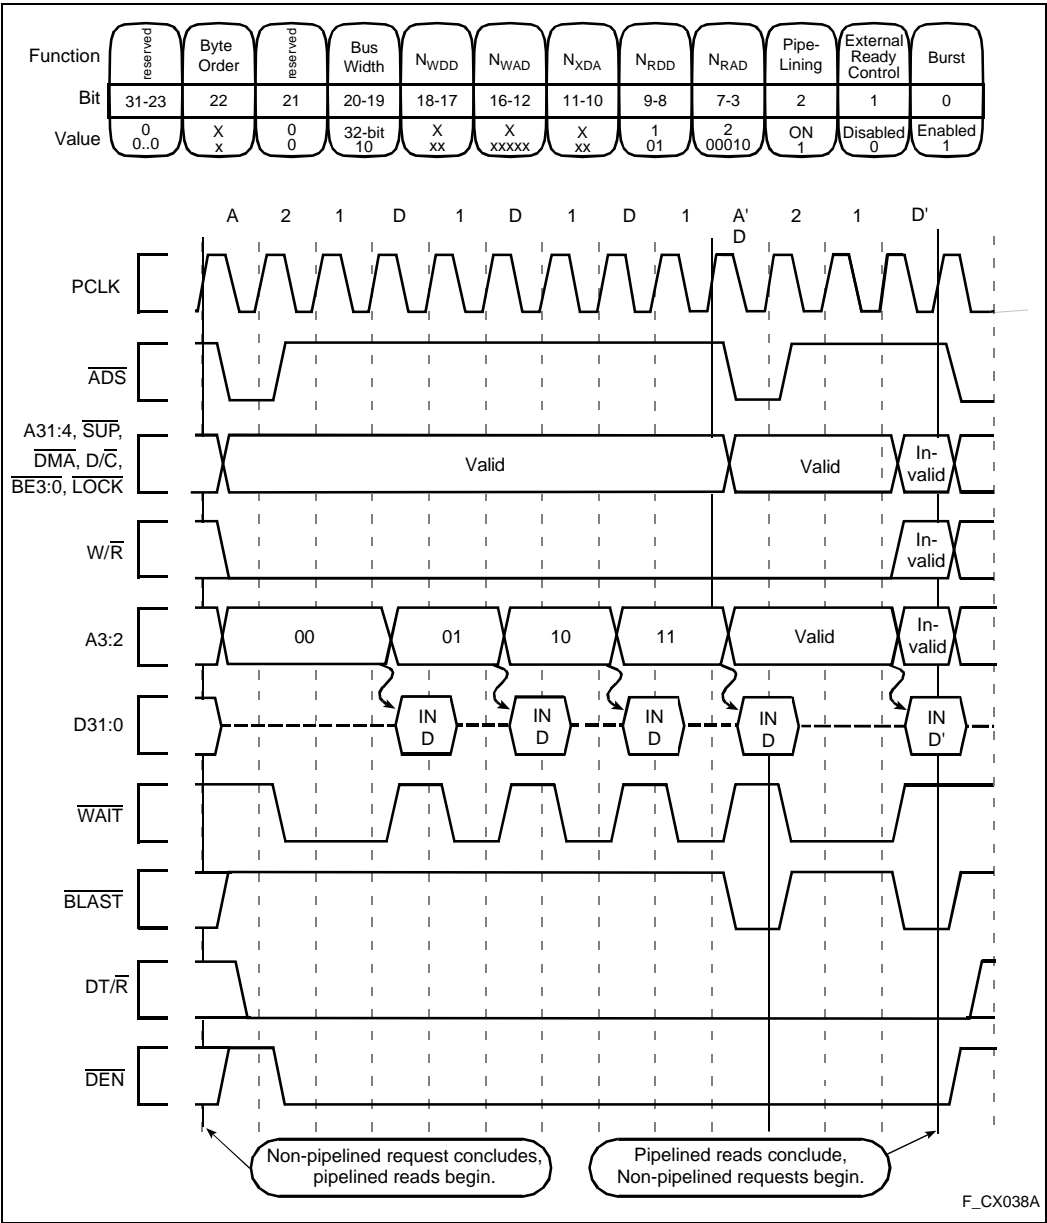 Function reserved Byte Order reserved Bus Width NWDD NWAD NXDA NRDD NRAD Pipe-Lining External Ready Control Burst
Bit 31-23 22 21 20-19 18-17 16-12 11-10 9-8 7-3 2 1 0
Value 0 X 0 32-bit X X X 1 2 ON Disabled Enabled
0..0 x 0 10 xx xxxxx xx 01 00010 1 0 1
A 2 1 D 1 D 1 D 1 A' 2 1 D'
D
PCLK
ADS
A31:4, SUP,
DMA, D/C,
BE3:0, LOCK
Valid Valid In-
valid
W/R
In-
valid
A3:2 00 01 10 11 Valid In-
valid
D31:0 IN IN IN IN IN
D D D D D'
WAIT
BLAST
DT/R
DEN
Non-pipelined request concludes,
pipelined reads begin.
Pipelined reads conclude,
Non-pipelined requests begin.
F_CX038A